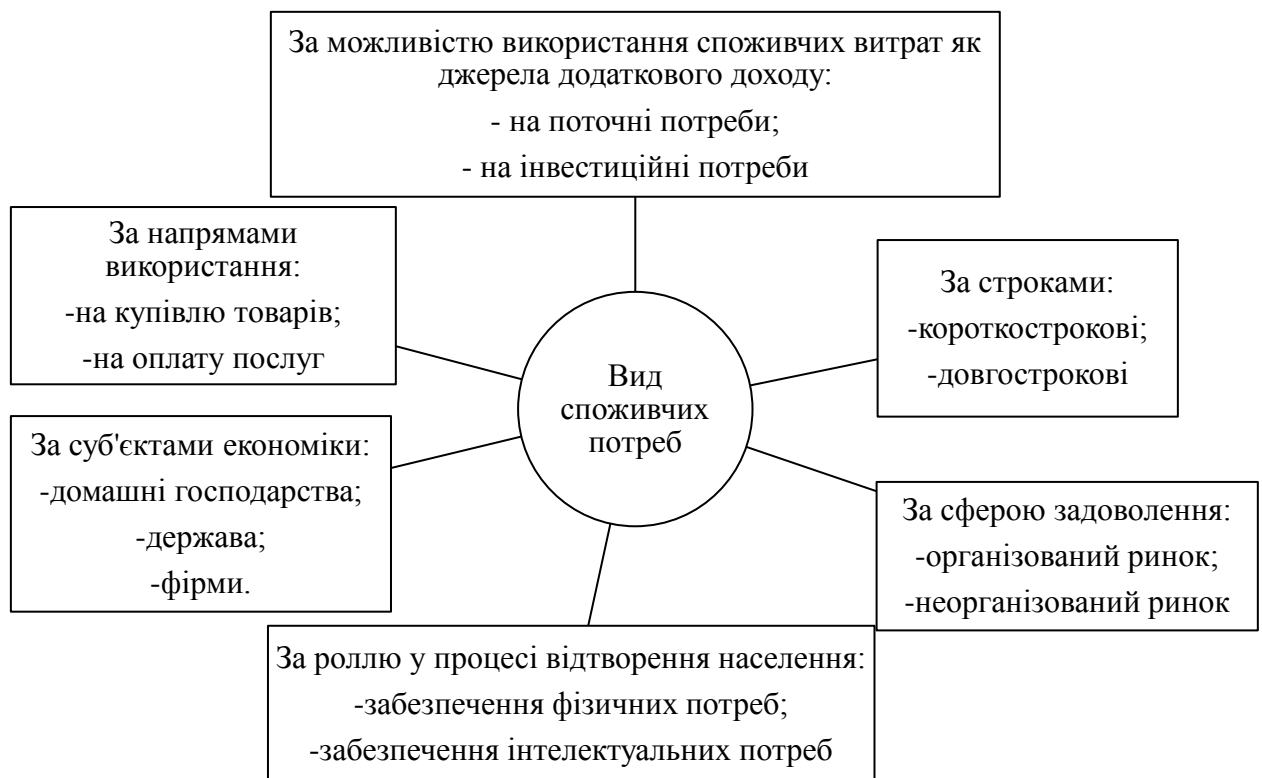 За можливістю використання споживчих витрат як
джерела додаткового доходу:
- на поточні потреби;
- на інвестиційні потреби
За напрямами
використання:
-на купівлю товарів;
-на оплату послуг
За строками:
-короткострокові;
-довгострокові
Вид
споживчих
потреб
За суб'єктами економіки:
-домашні господарства;
-держава;
-фірми.
За сферою задоволення:
-організований ринок;
-неорганізований ринок
За роллю у процесі відтворення населення:
-забезпечення фізичних потреб;
-забезпечення інтелектуальних потреб